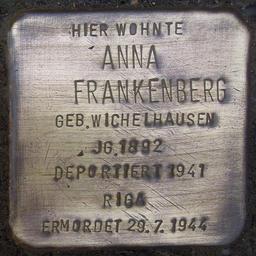 HIER WOHNTE
ANNA
FRANKENBERG
GEB. WICHELHAUSEN
JG. 1892
DEPORTIERT 1941
RIGA
ERMORDET 29.7.1944